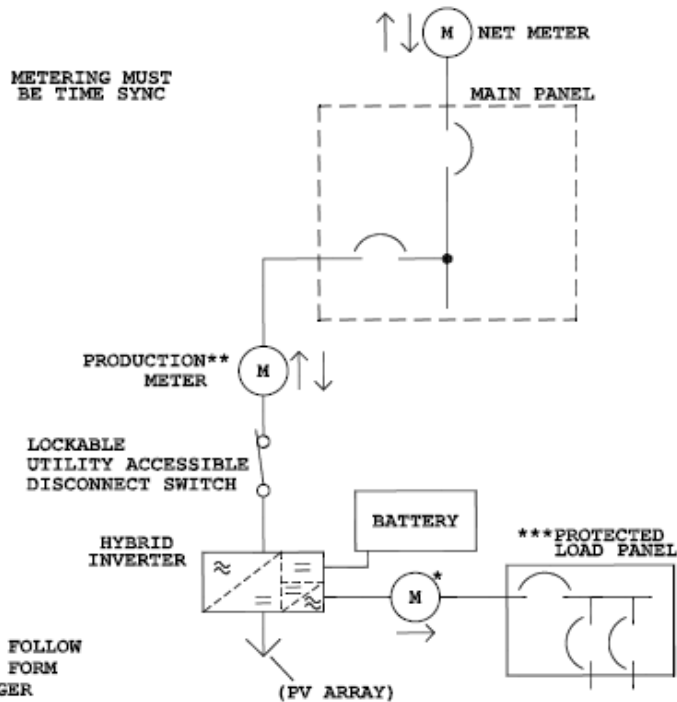 M NET METER
METERING MUST
BE TIME SYNC
MAIN PANEL
PRODUCTION**
METER
M
LOCKABLE
UTILITY ACCESSIBLE
DISCONNECT SWITCH
BATTERY
HYBRID
INVERTER
***PROTECTED
LOAD PANEL
M*
FOLLOW
FORM
(PV ARRAY)